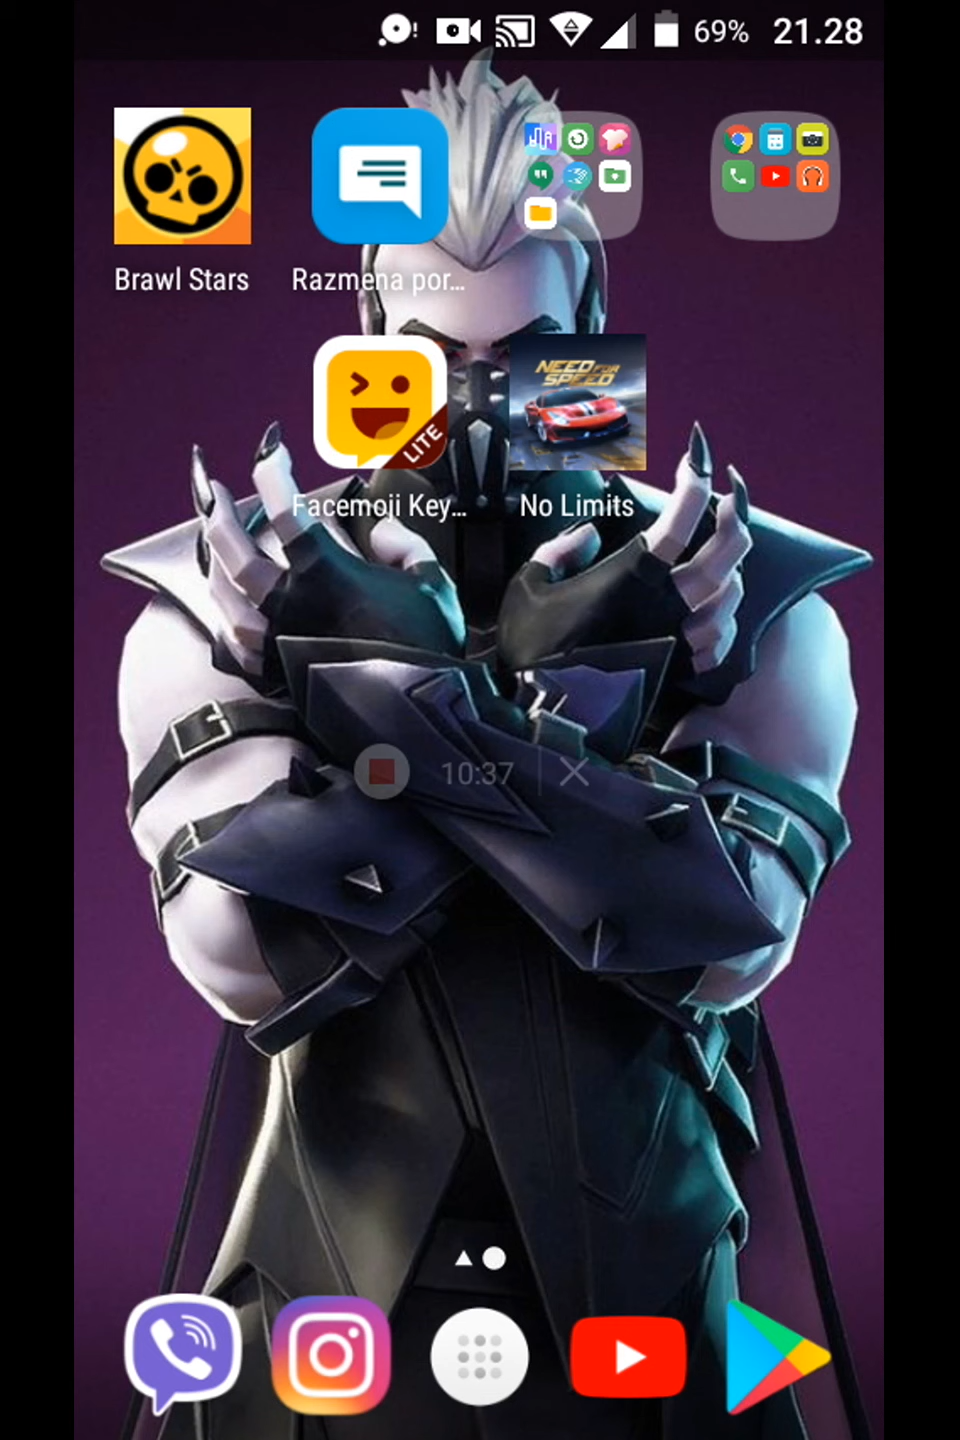 69% 21.28
Brawl Stars
Razmena por...
LITE
NEED FOR
SPEED
Facemoji Key...
No Limits
10:37